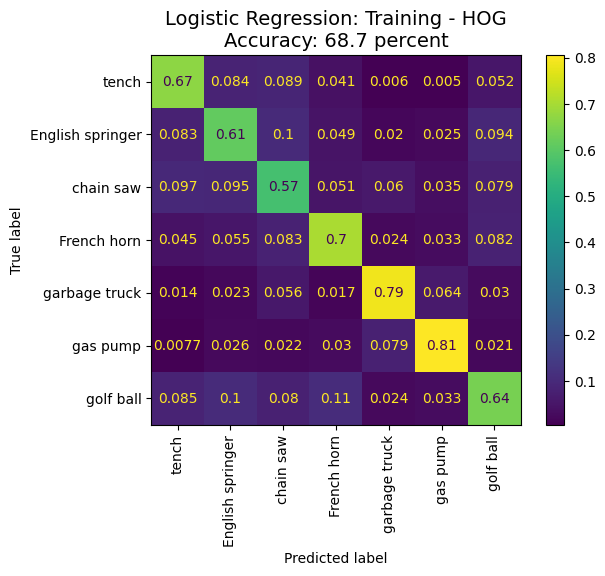 Logistic Regression: Training - HOG
Accuracy: 68.7 percent
tench 0.67 0.084 0.089 0.041 0.006 0.005 0.052
English springer 0.083 0.61 0.1 0.049 0.02 0.025 0.094
chain saw 0.097 0.095 0.57 0.051 0.06 0.035 0.079
French horn 0.045 0.055 0.083 0.7 0.024 0.033 0.082
garbage truck 0.014 0.023 0.056 0.017 0.79 0.064 0.03
gas pump 0.0077 0.026 0.022 0.03 0.079 0.81 0.021
golf ball 0.085 0.1 0.08 0.11 0.024 0.033 0.64
True label
tench
English springer
chain saw
French horn
garbage truck
gas pump
golf ball
Predicted label
0.8
0.7
0.6
0.5
0.4
0.3
0.2
0.1